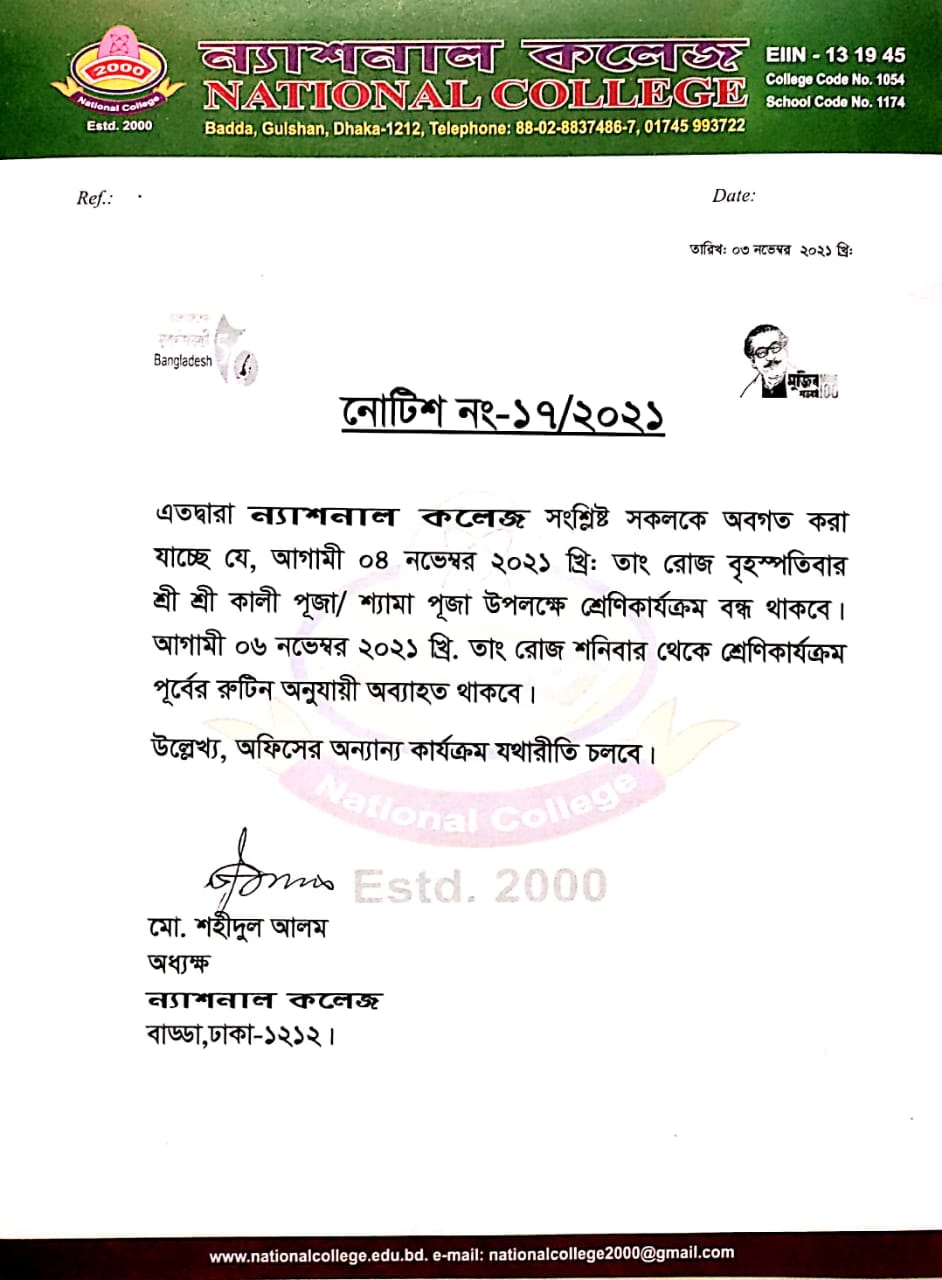 2000
National College
Estd. 2000
ন্যাশনাল কলেজ
NATIONAL COLLEGE
Badda, Gulshan, Dhaka-1212, Telephone: 88-02-8837486-7, 01745 993722
EIIN - 13 19 45
College Code No. 1054
School Code No. 1174
Ref.:
Date:
তারিখ: ০৩ নভেম্বর ২০২১ খ্রি:
Bangladesh
মুজিব
100
নোটিশ নং-১৭/২০২১
এতদ্বারা ন্যাশনাল কলেজ সংশ্লিষ্ট সকলকে অবগত করা
যাচ্ছে যে, আগামী ০৪ নভেম্বর ২০২১ খ্রি: তাং রোজ বৃহস্পতিবার
শ্রী শ্রী কালী পূজা/ শ্যামা পূজা উপলক্ষে শ্রেণিকার্যক্রম বন্ধ থাকবে।
আগামী ০৬ নভেম্বর ২০২১ খ্রি. তাং রোজ শনিবার থেকে শ্রেণিকার্যক্রম
পূর্বের রুটিন অনুযায়ী অব্যাহত থাকবে।
উল্লেখ্য, অফিসের অন্যান্য কার্যক্রম যথারীতি চলবে।
National College
Estd. 2000
মো. শহীদুল আলম
অধ্যক্ষ
ন্যাশনাল কলেজ
বাড্ডা,ঢাকা-১২১২।
www.nationalcollege.edu.bd. e-mail: nationalcollege2000@gmail.com